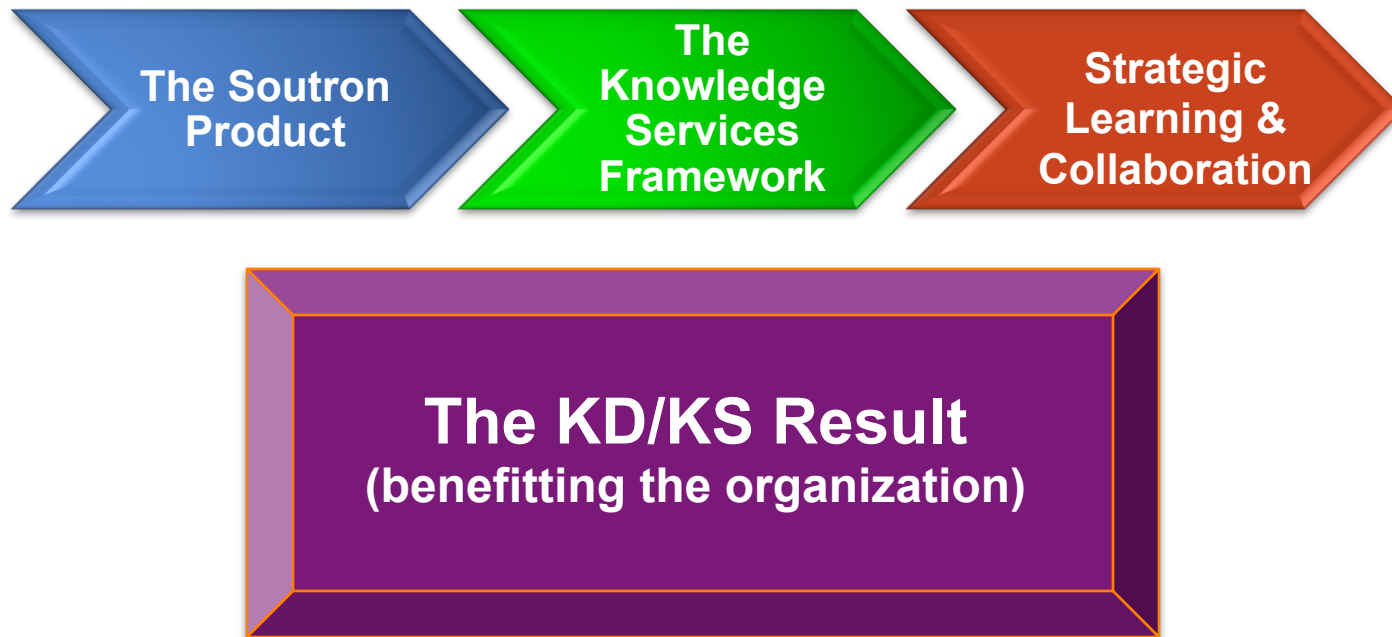 The Soutron
Product
The
Knowledge
Services
Framework
Strategic
Learning &
Collaboration
The KD/KS Result
(benefitting the organization)